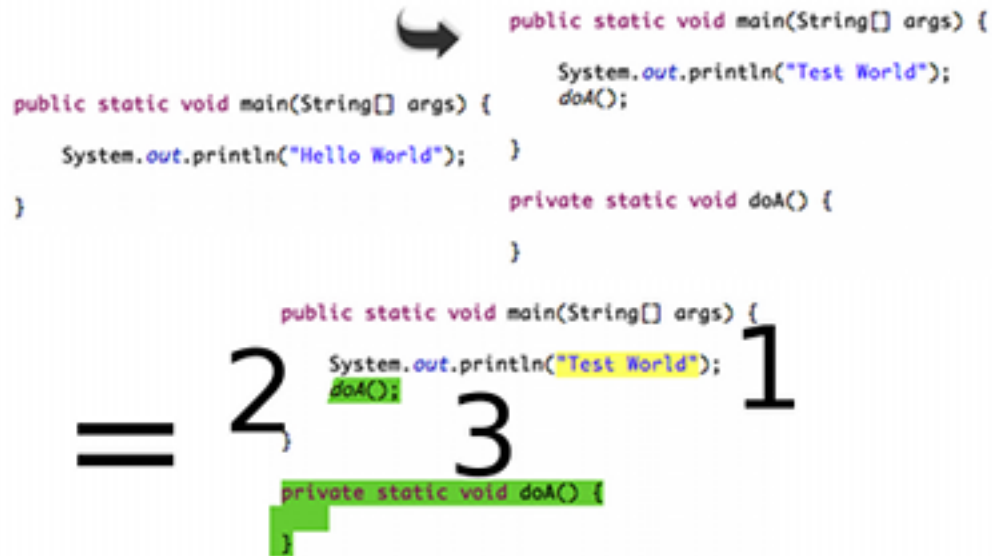 public static void main(String[] args) {
System.out.println("Hello World");
}
public static void main(String[] args) {
System.out.println("Test World");
doA();
}
private static void doA() {
}
=
public static void main(String[] args) {
System.out.println("Test World");
1
2
doA();
}
3
private static void doA() {
}